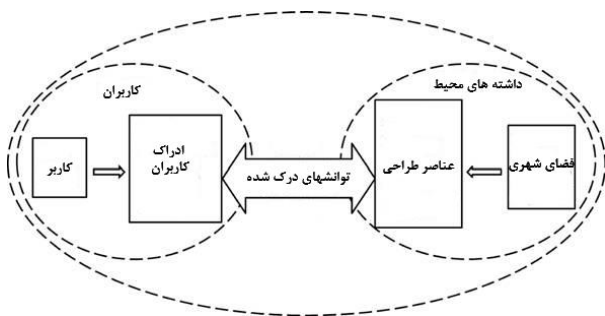 داشته های محیط
کاربران
فضای شهری
عناصر طراحی
توانشهای درک شده
ادراک
کاربران
کاربر